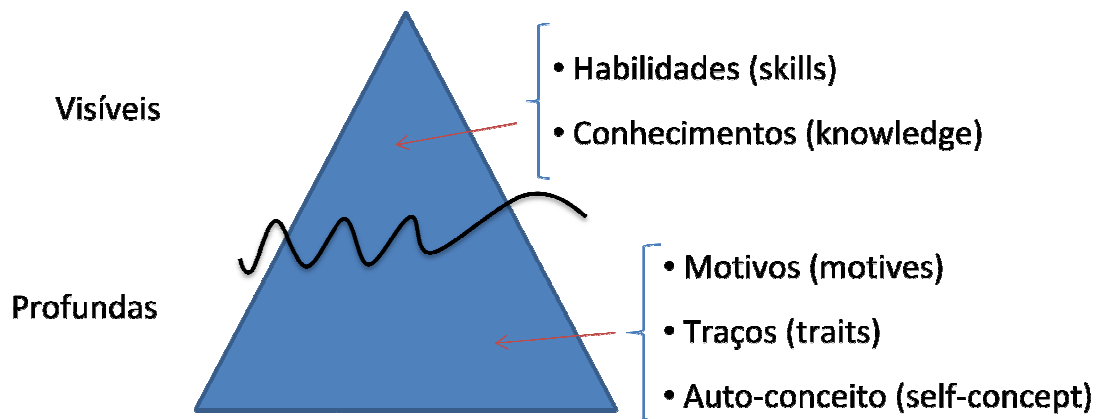 Visíveis
• Habilidades (skills)
• Conhecimentos (knowledge)
Profundas
• Motivos (motives)
• Traços (traits)
• Auto-conceito (self-concept)